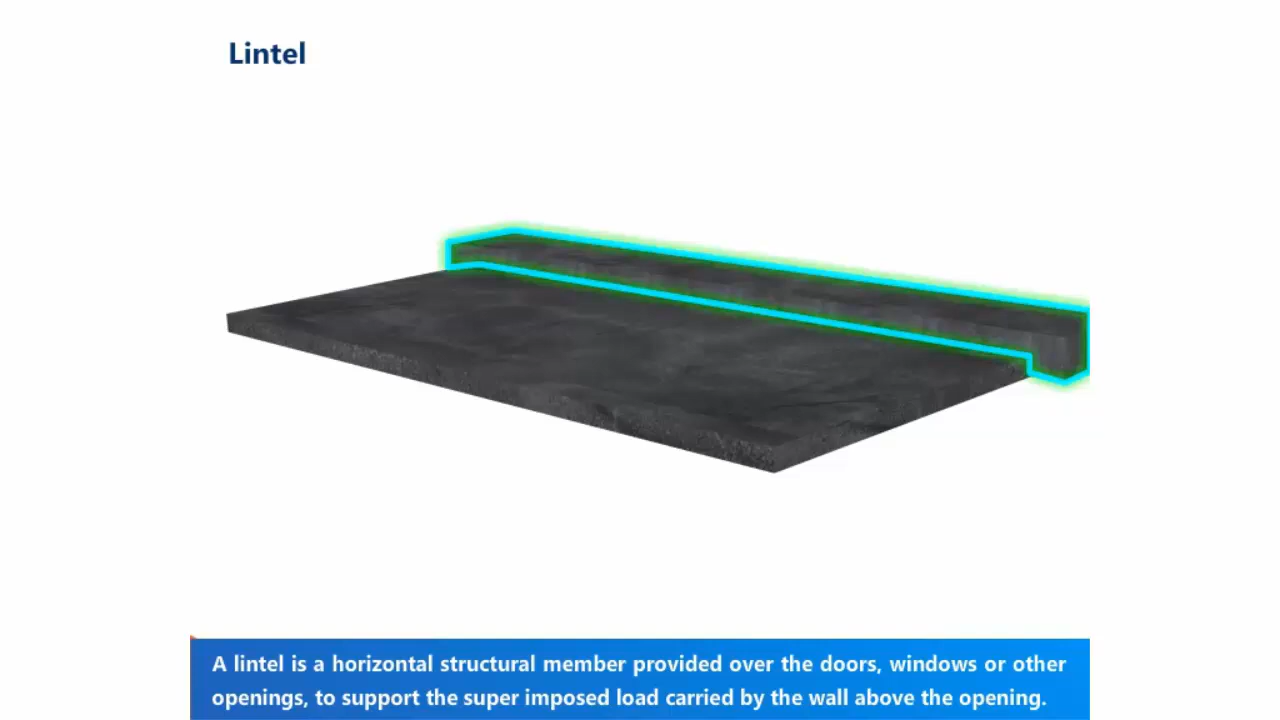 Lintel
A lintel is a horizontal structural member provided over the doors, windows or other
openings, to support the super imposed load carried by the wall above the opening.